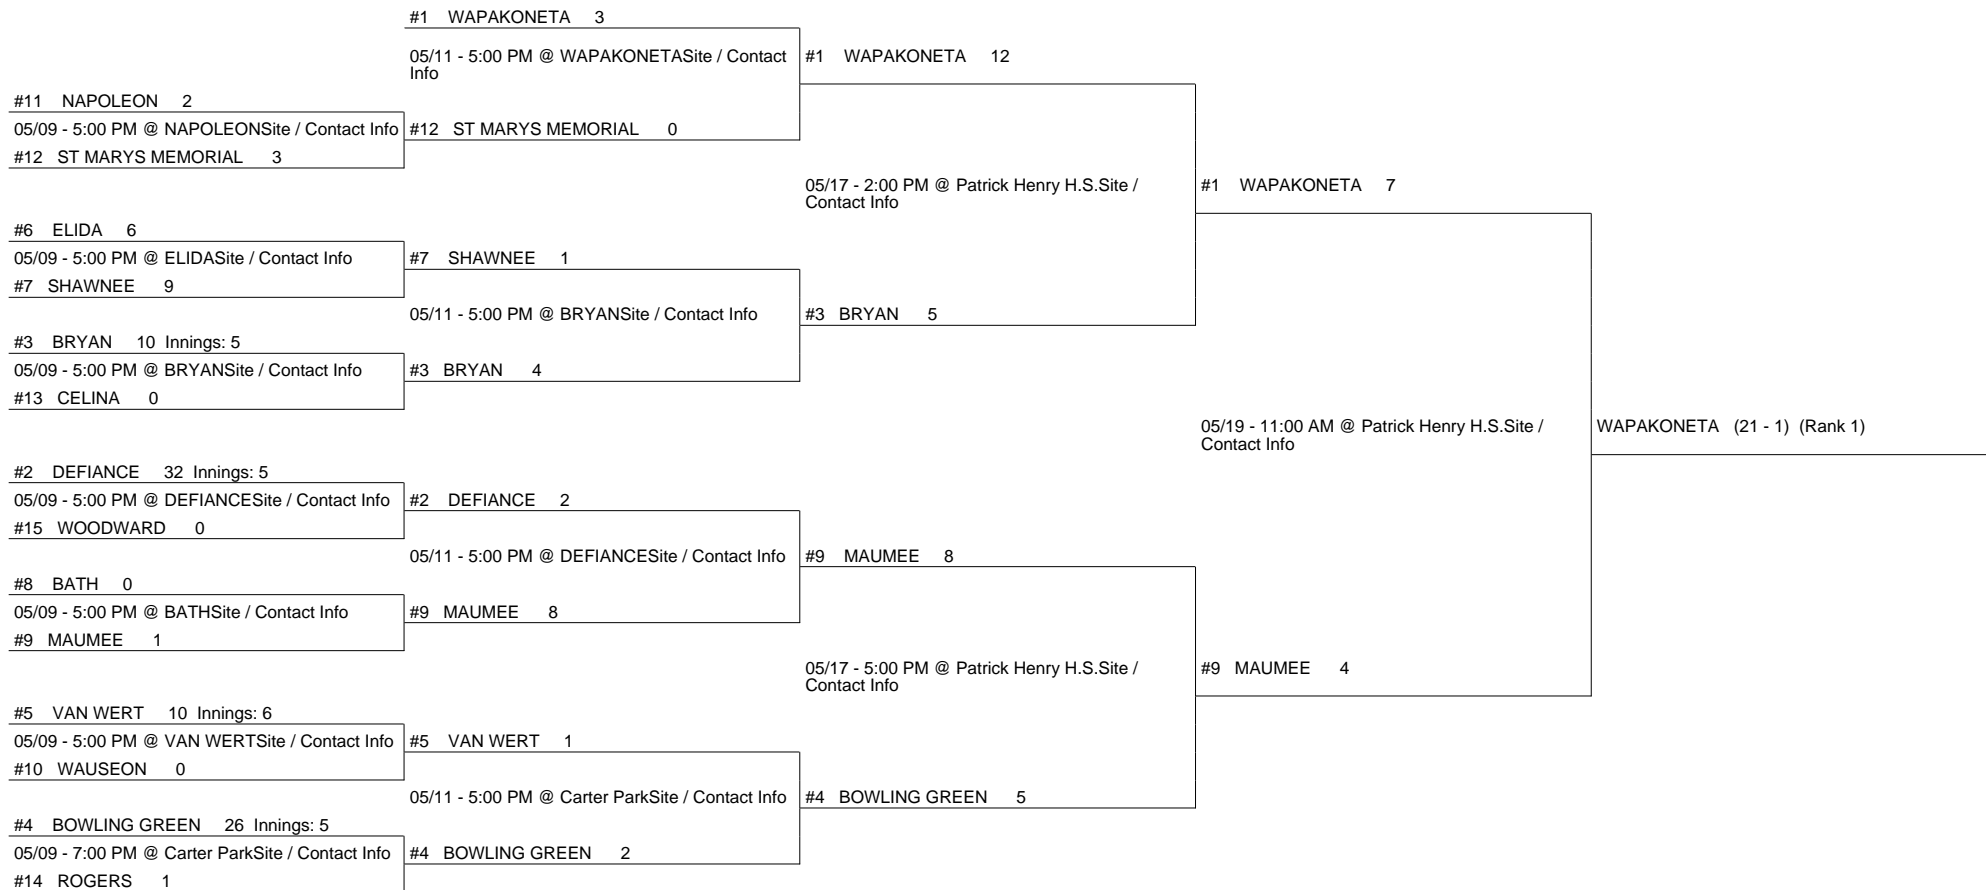 #1 WAPAKONETA 3
05/11 - 5:00 PM @ WAPAKONETASite / Contact
Info
#1 WAPAKONETA 12
#11 NAPOLEON 2
05/09 - 5:00 PM @ NAPOLEONSite / Contact Info
#12 ST MARYS MEMORIAL 0
#12 ST MARYS MEMORIAL 3
05/17 - 2:00 PM @ Patrick Henry H.S.Site /
Contact Info
#1 WAPAKONETA 7
#6 ELIDA 6
05/09 - 5:00 PM @ ELIDASite / Contact Info
#7 SHAWNEE 1
#7 SHAWNEE 9
05/11 - 5:00 PM @ BRYANSite / Contact Info
#3 BRYAN 5
#3 BRYAN 10 Innings: 5
05/09 - 5:00 PM @ BRYANSite / Contact Info
#3 BRYAN 4
#13 CELINA 0
05/19 - 11:00 AM @ Patrick Henry H.S.Site /
Contact Info
WAPAKONETA (21 - 1) (Rank 1)
#2 DEFIANCE 32 Innings: 5
05/09 - 5:00 PM @ DEFIANCESite / Contact Info
#2 DEFIANCE 2
#15 WOODWARD 0
05/11 - 5:00 PM @ DEFIANCESite / Contact Info
#9 MAUMEE 8
#8 BATH 0
05/09 - 5:00 PM @ BATHSite / Contact Info
#9 MAUMEE 8
#9 MAUMEE 1
05/17 - 5:00 PM @ Patrick Henry H.S.Site /
Contact Info
#9 MAUMEE 4
#5 VAN WERT 10 Innings: 6
05/09 - 5:00 PM @ VAN WERTSite / Contact Info
#5 VAN WERT 1
#10 WAUSEON 0
05/11 - 5:00 PM @ Carter ParkSite / Contact Info
#4 BOWLING GREEN 5
#4 BOWLING GREEN 26 Innings: 5
05/09 - 7:00 PM @ Carter ParkSite / Contact Info
#4 BOWLING GREEN 2
#14 ROGERS 1